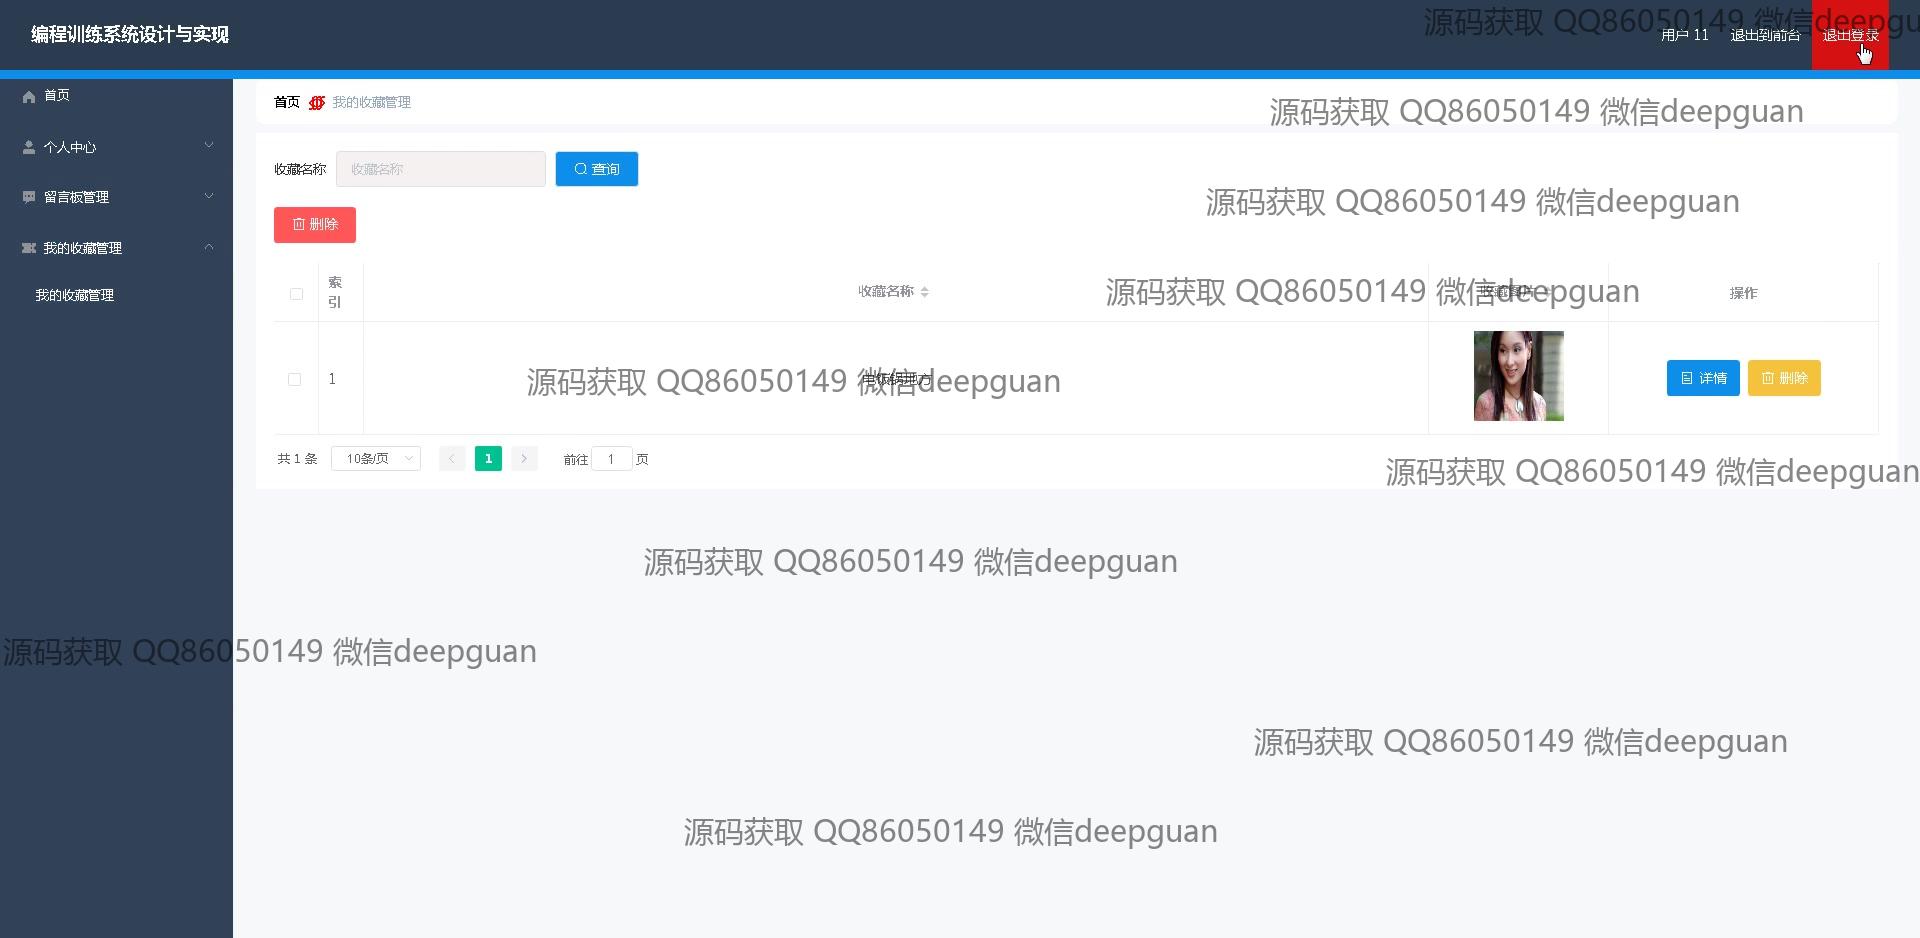 源码获取 QQ86050149 微信deepgu
编程训练系统设计与实现
用户 11 退出到前台 退出登录
首页
个人中心
留言板管理
我的收藏管理
我的收藏管理
首页 我的收藏管理
源码获取 QQ86050149 微信deepguan
收藏名称 收藏名称 查询
源码获取 QQ86050149 微信deepguan
删除
索引 收藏名称 收藏图片 操作
源码获取 QQ86050149 微信deepguan
1 详情 删除
源码获取 QQ86050149 微信deepguan
共 1 条 10条/页 1 前往 1 页
源码获取 QQ86050149 微信deepguan
源码获取 QQ86050149 微信deepguan
源码获取 QQ86050149 微信deepguan
源码获取 QQ86050149 微信deepguan
源码获取 QQ86050149 微信deepguan